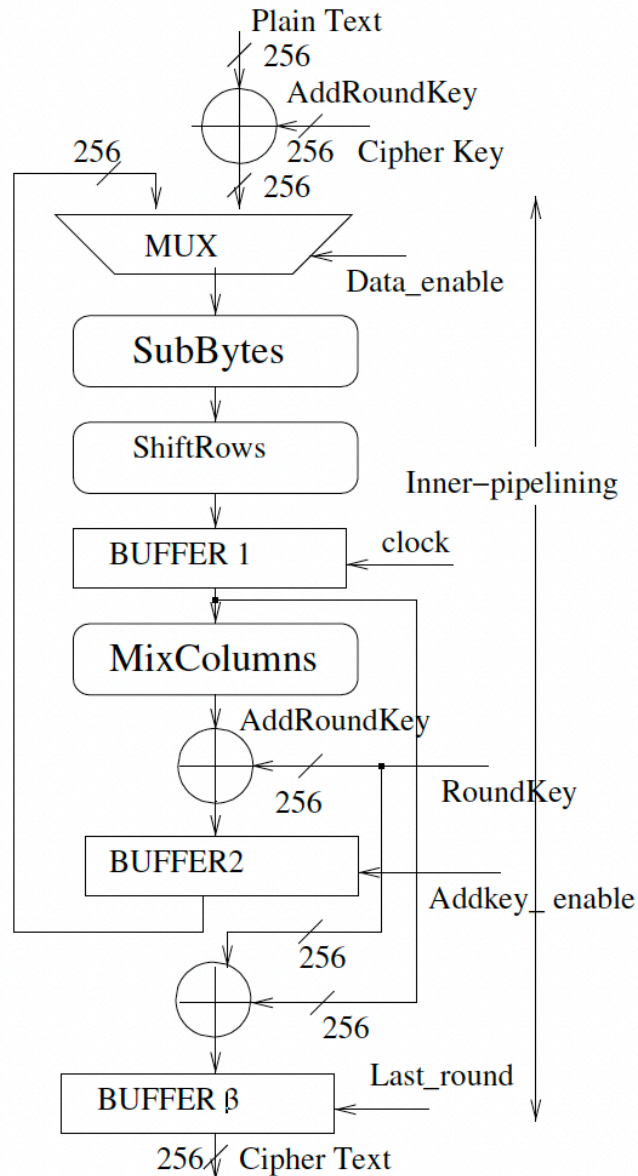 Plain Text
256
AddRoundKey
256
256 Cipher Key
256
MUX
Data_enable
SubBytes
ShiftRows
Inner-pipelining
clock
BUFFER 1
MixColumns
AddRoundKey
256
RoundKey
BUFFER2
Addkey_ enable
256
256
Last_round
BUFFER β
256 Cipher Text